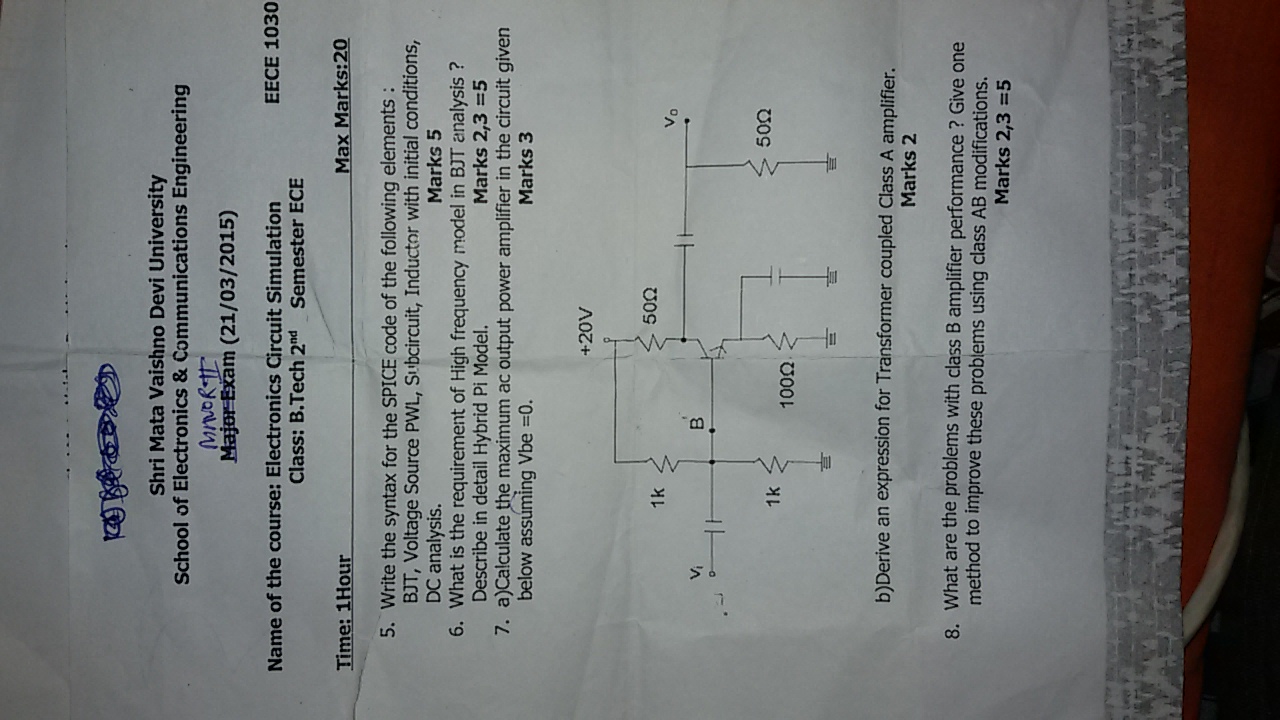 Shri Mata Vaishno Devi University
School of Electronics & Communications Engineering
MINOR-II
Major Exam (21/03/2015)
Name of the course: Electronics Circuit Simulation EECE 1030
Class: B.Tech 2nd Semester ECE
Time: 1Hour Max Marks:20
5. Write the syntax for the SPICE code of the following elements :
BJT, Voltage Source PWL, Subcircuit, Inductor with initial conditions,
DC analysis. Marks 5
6. What is the requirement of High frequency model in BJT analysis ?
Describe in detail Hybrid Pi Model. Marks 2,3 =5
7. a)Calculate the maximum ac output power amplifier in the circuit given
below assuming Vbe =0. Marks 3
+20V
1k 50Ω
Vi B Vo
1k 100Ω 50Ω
b)Derive an expression for Transformer coupled Class A amplifier.
Marks 2
8. What are the problems with class B amplifier performance ? Give one
method to improve these problems using class AB modifications.
Marks 2,3 =5